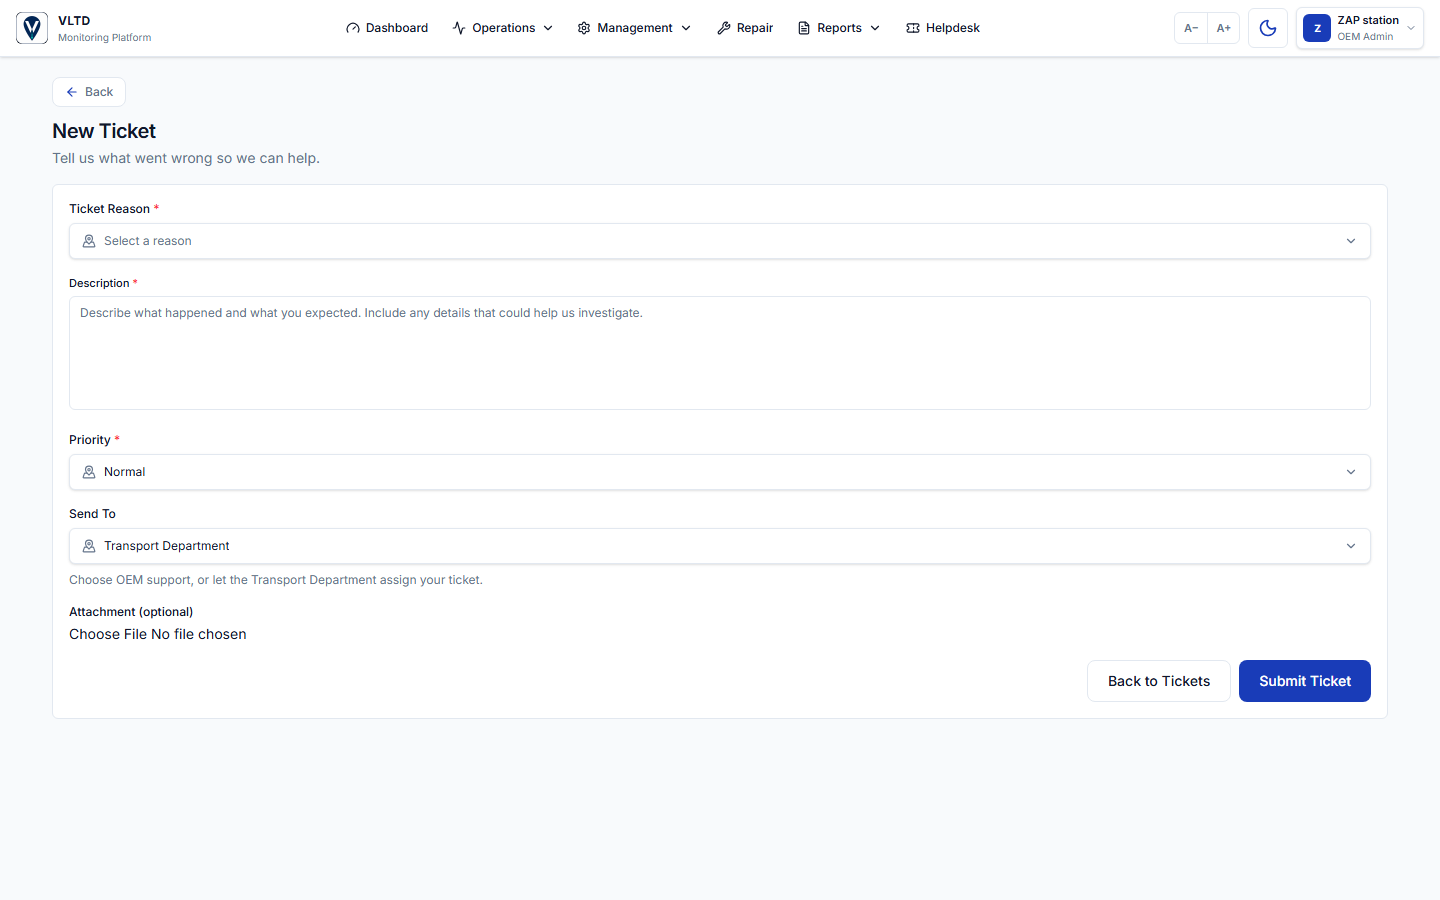 VLTD
Monitoring Platform
Dashboard
Operations
Management
Repair
Reports
Helpdesk
A−
A+
Z
ZAP station
OEM Admin
Back
New Ticket
Tell us what went wrong so we can help.
Ticket Reason *
Select a reason
Description *
Describe what happened and what you expected. Include any details that could help us investigate.
Priority *
Normal
Send To
Transport Department
Choose OEM support, or let the Transport Department assign your ticket.
Attachment (optional)
Choose File No file chosen
Back to Tickets
Submit Ticket